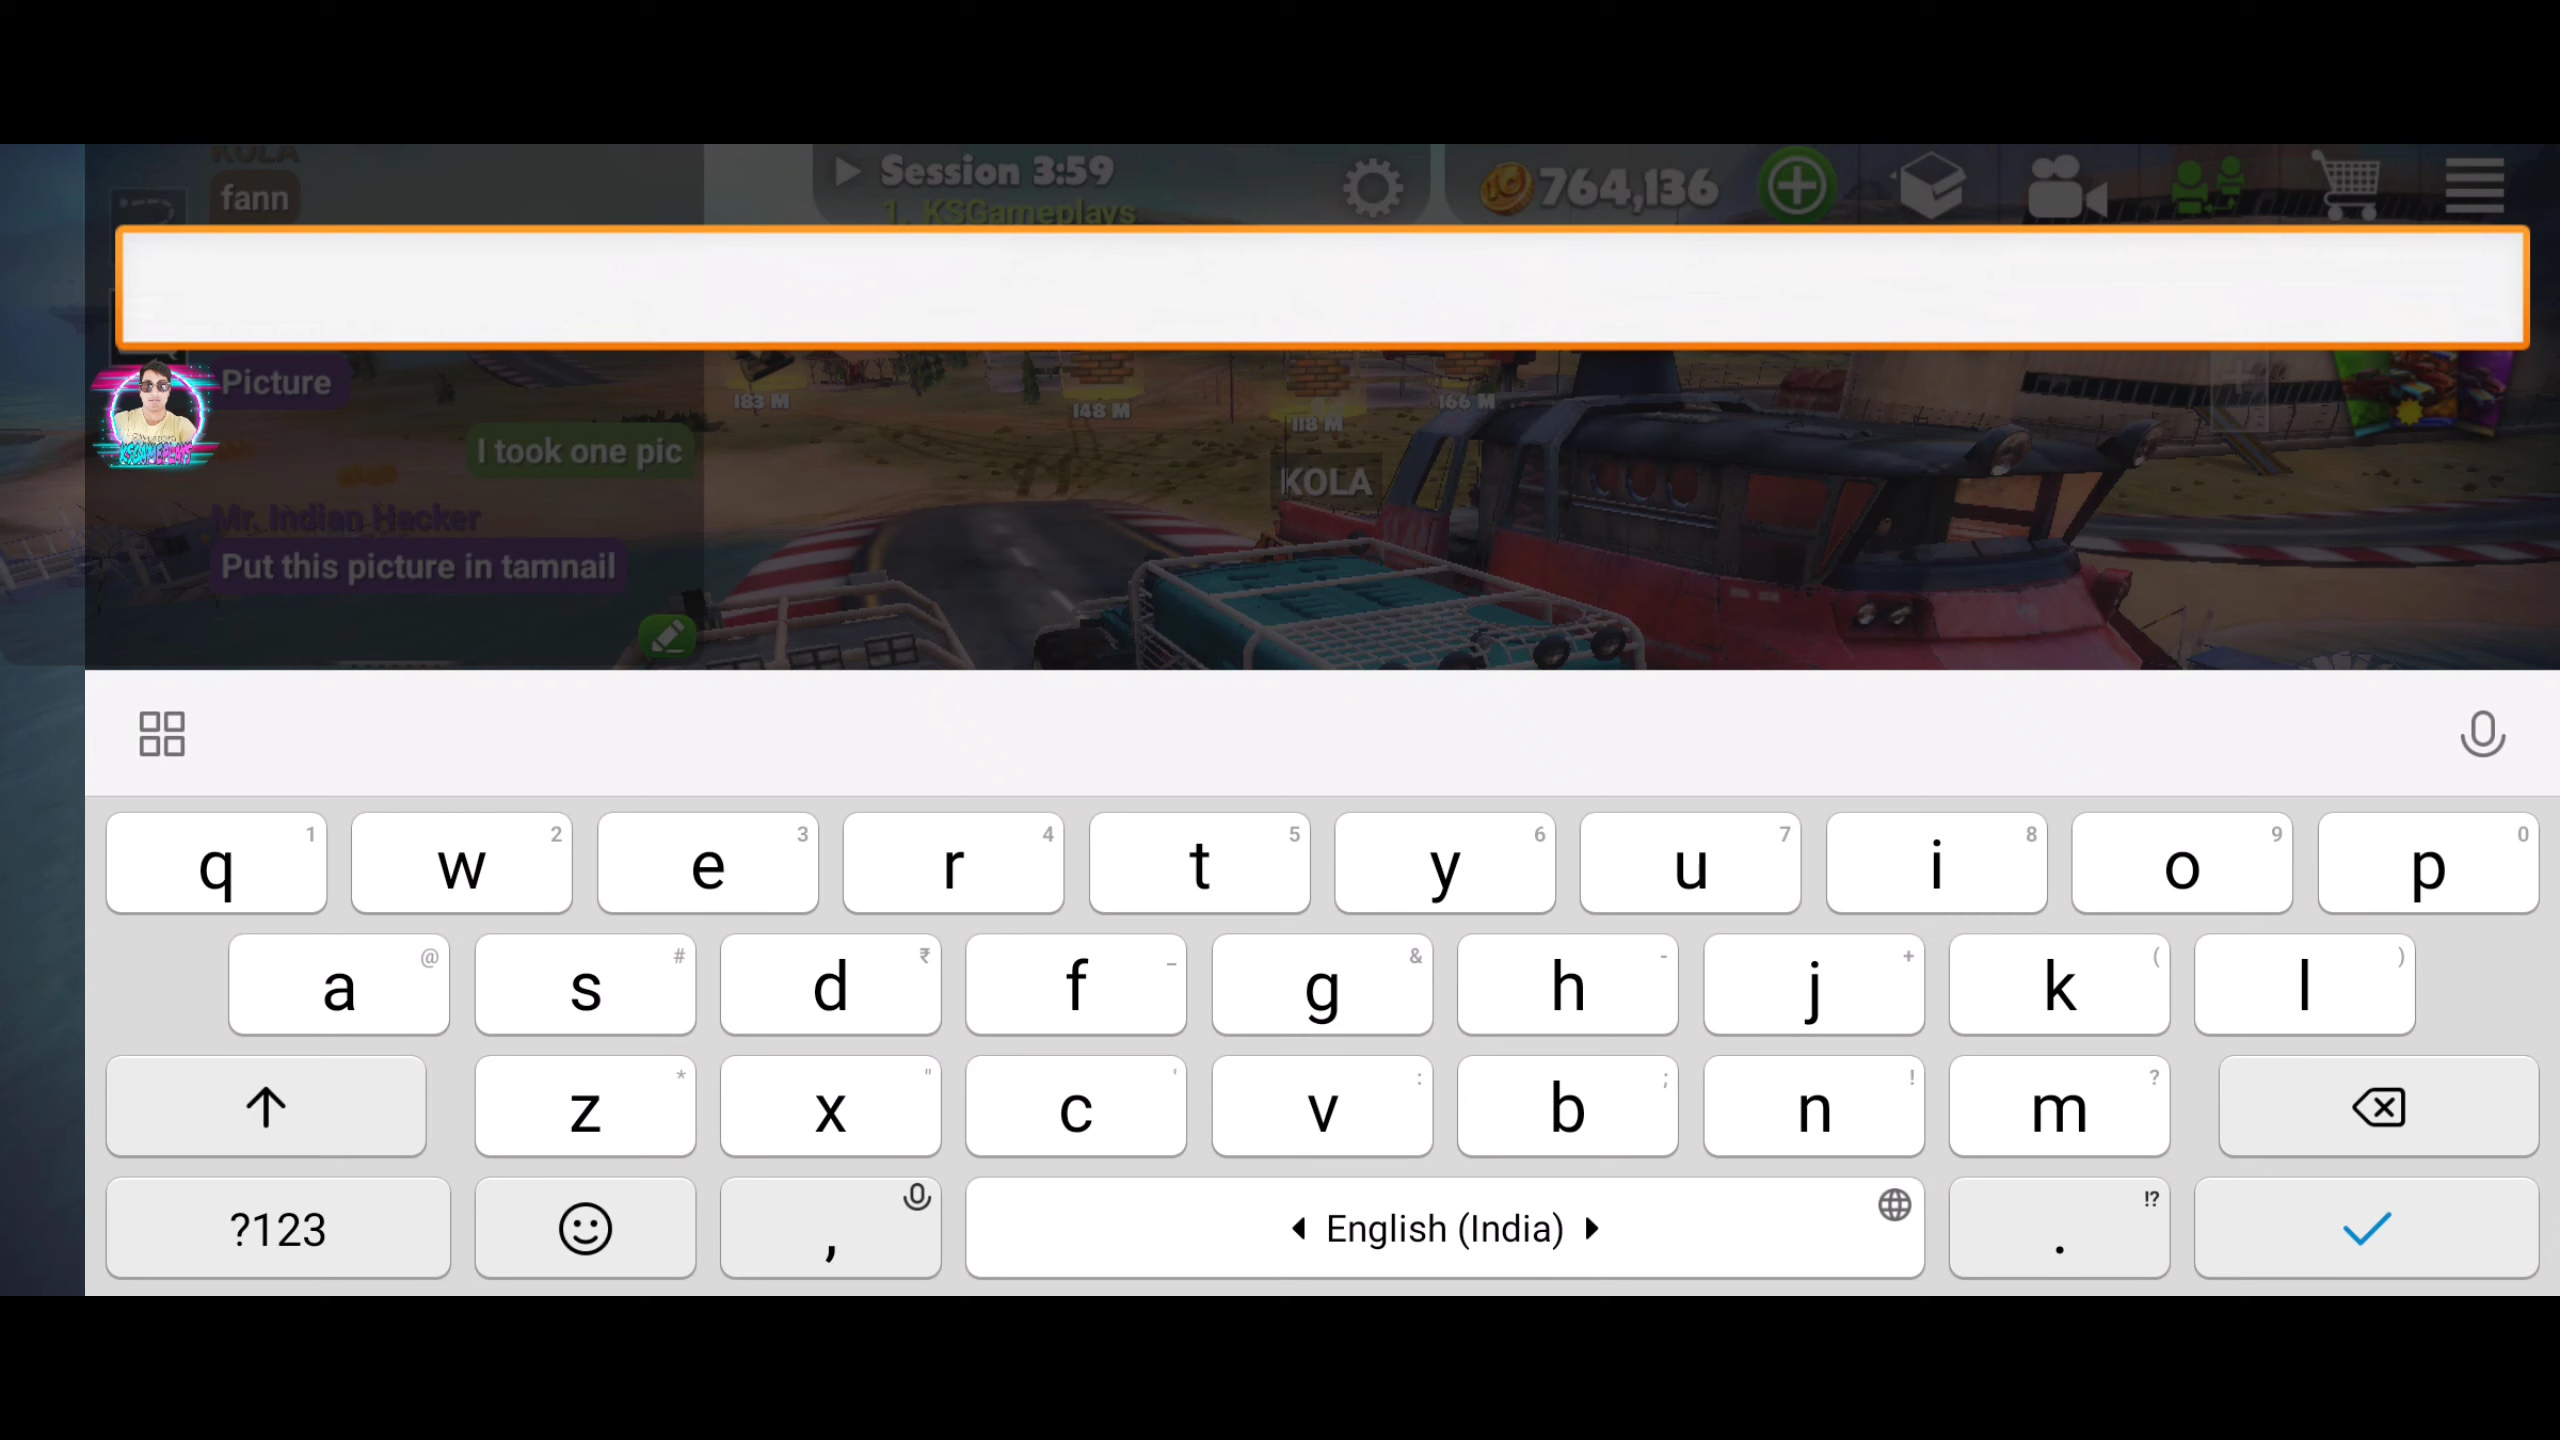 KOLA
fann
Session 3:59
1. KSGameplays
764,136
Picture
KSGAMEPLAYS
183 M
148 M
118 M
166 M
I took one pic
KOLA
Mr. Indian Hacker
Put this picture in tamnail
q 1 w 2 e 3 r 4 t 5 y 6 u 7 i 8 o 9 p 0
a @ s # d ₹ f _ g & h - j + k ( l )
z * x " c ' v : b ; n ! m ?
?123 , English (India) . !?